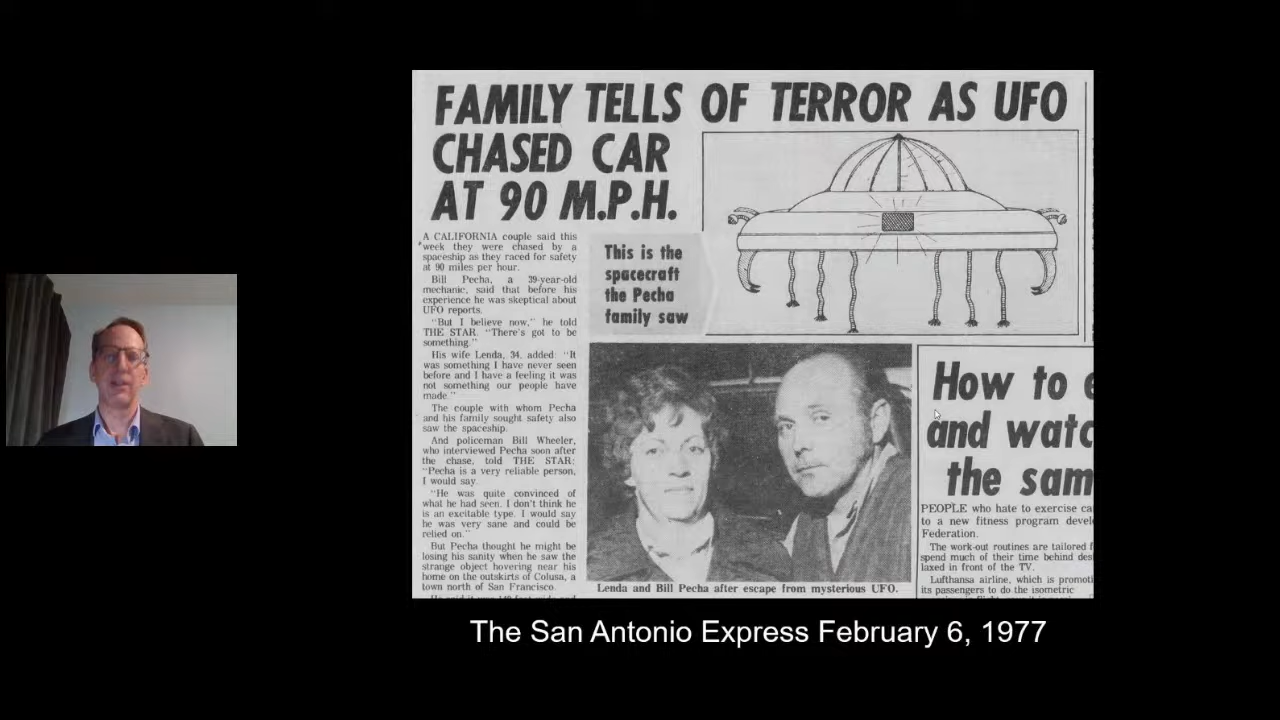 FAMILY TELLS OF TERROR AS UFO
CHASED CAR
AT 90 M.P.H.
A CALIFORNIA couple said this
week they were chased by a
spaceship as they raced for safety
at 90 miles per hour.
Bill Pecha, a 39-year-old
mechanic, said that before his
experience he was skeptical about
UFO reports.
"But I believe now," he told
THE STAR. "There's got to be
something."
His wife Lenda, 34, added: "It
was something I have never seen
before and I have a feeling it was
not something our people have
made."
The couple with whom Pecha
and his family sought safety also
saw the spaceship.
And policeman Bill Wheeler,
who interviewed Pecha soon after
the chase, told THE STAR:
"Pecha is a very reliable person,
I would say.
"He was quite convinced of
what he had seen. I don't think he
is an excitable type. I would say
he was very sane and could be
relied on."
But Pecha thought he might be
losing his sanity when he saw the
strange object hovering near his
home on the outskirts of Colusa, a
town north of San Francisco.
This is the
spacecraft
the Pecha
family saw
Lenda and Bill Pecha after escape from mysterious UFO.
How to e
and watc
the sam
PEOPLE who hate to exercise ca
to a new fitness program devel
Federation.
The work-out routines are tailored f
spend much of their time behind des
laxed in front of the TV.
Lufthansa airline, which is promoti
its passengers to do the isometric
The San Antonio Express February 6, 1977